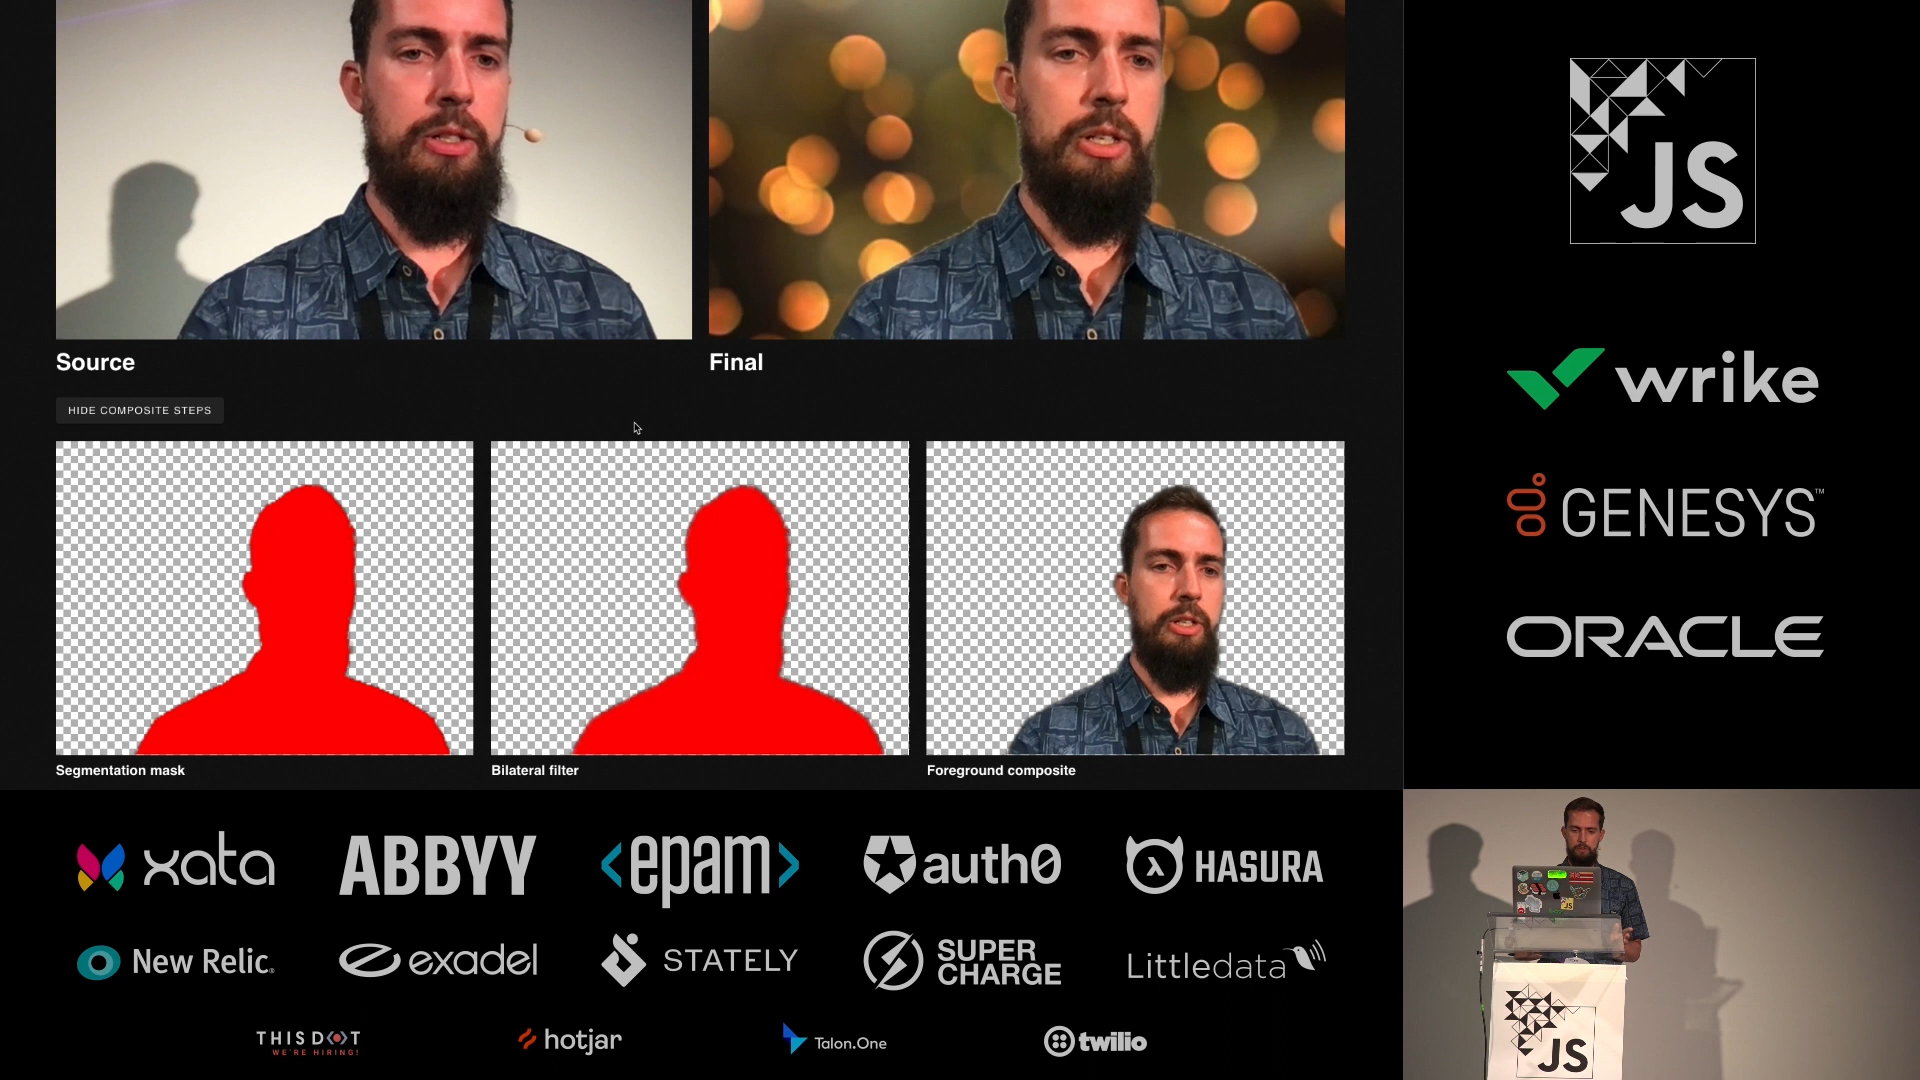 JS
Source
Final
HIDE COMPOSITE STEPS
Segmentation mask
Bilateral filter
Foreground composite
wrike
GENESYS™
ORACLE
xata
ABBYY
<epam>
auth0
HASURA
New Relic®
exadel
STATELY
SUPER
CHARGE
Littledata
THIS DOT
WE'RE HIRING!
hotjar
Talon.One
twilio
JS